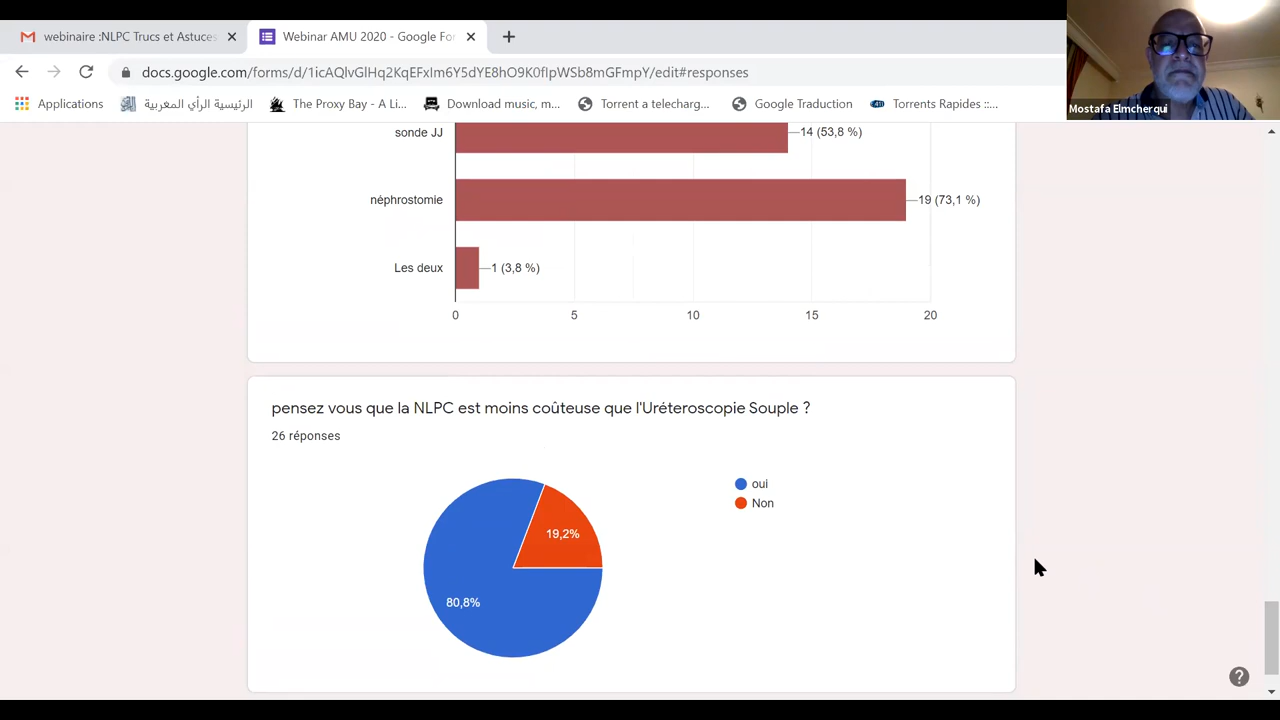 webinaire :NLPC Trucs et Astuces
Webinar AMU 2020 - Google For
docs.google.com/forms/d/1icAQlvGlHq2KqEFxIm6Y5dYE8hO9K0fIpWSb8mGFmpY/edit#responses
Applications
الرئيسية الرأي المغربية
The Proxy Bay - A Li...
Download music, m...
Torrent a telecharg...
Google Traduction
Torrents Rapides ::...
Mostafa Elmcherqui
sonde JJ
14 (53,8 %)
néphrostomie
19 (73,1 %)
Les deux
1 (3,8 %)
0 5 10 15 20
pensez vous que la NLPC est moins coûteuse que l'Uréteroscopie Souple ?
26 réponses
oui
Non
19,2%
80,8%